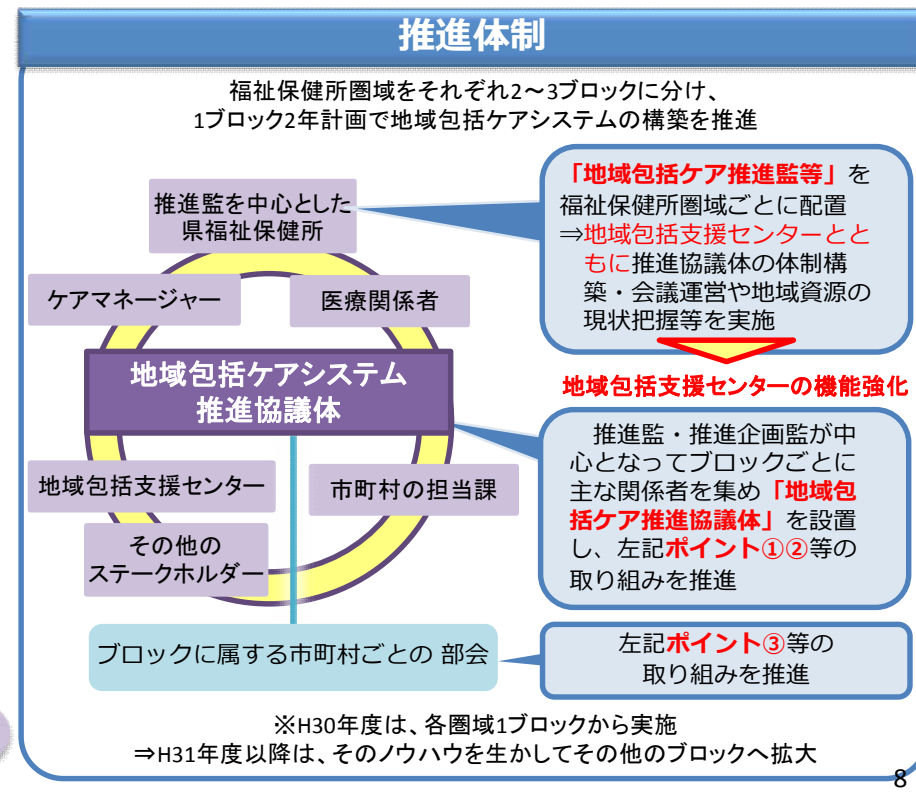 推進体制
福祉保健所圏域をそれぞれ2～3ブロックに分け、
1ブロック2年計画で地域包括ケアシステムの構築を推進
推進監を中心とした
県福祉保健所
ケアマネージャー
医療関係者
地域包括ケアシステム
推進協議体
地域包括支援センター
市町村の担当課
その他の
ステークホルダー
ブロックに属する市町村ごとの 部会
「地域包括ケア推進監等」を
福祉保健所圏域ごとに配置
⇒地域包括支援センターとと
もに推進協議体の体制構
築・会議運営や地域資源の
現状把握等を実施
地域包括支援センターの機能強化
推進監・推進企画監が中
心となってブロックごとに
主な関係者を集め「地域包
括ケア推進協議体」を設置
し、左記ポイント①②等の
取り組みを推進
左記ポイント③等の
取り組みを推進
※H30年度は、各圏域1ブロックから実施
⇒H31年度以降は、そのノウハウを生かしてその他のブロックへ拡大
8